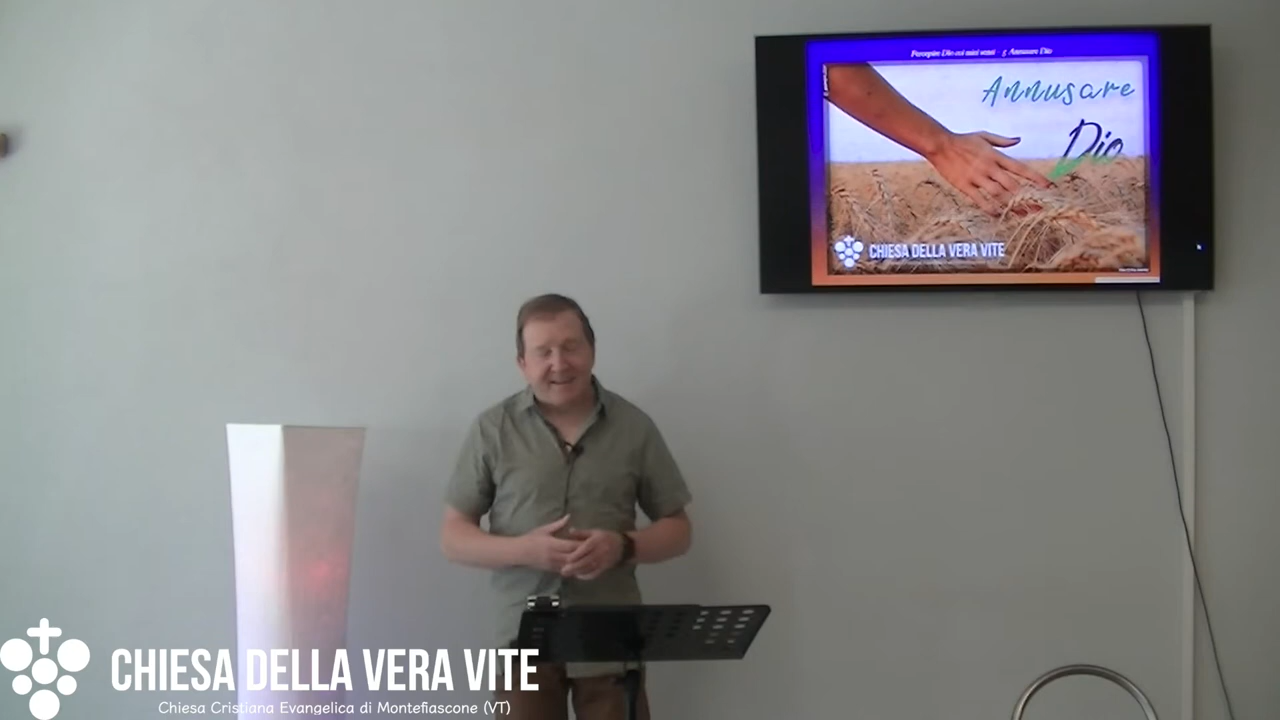 Percepire Dio coi miei sensi - 5 Annusare Dio
Annusare
Dio
CHIESA DELLA VERA VITE
CHIESA DELLA VERA VITE
Chiesa Cristiana Evangelica di Montefiascone (VT)